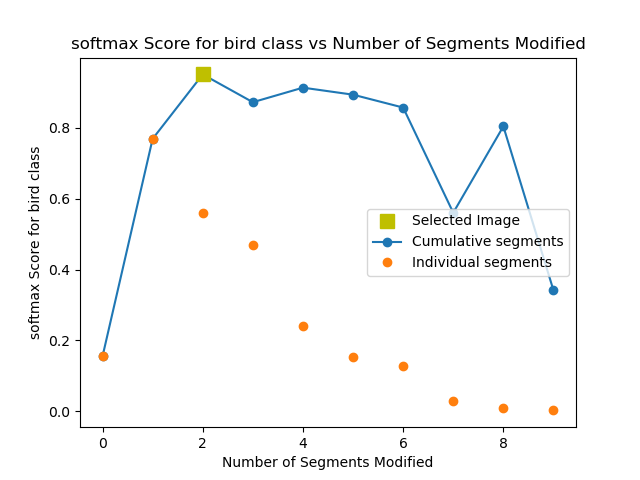 softmax Score for bird class vs Number of Segments Modified
softmax Score for bird class
0.8
0.6
0.4
0.2
0.0
Selected Image
Cumulative segments
Individual segments
0 2 4 6 8
Number of Segments Modified